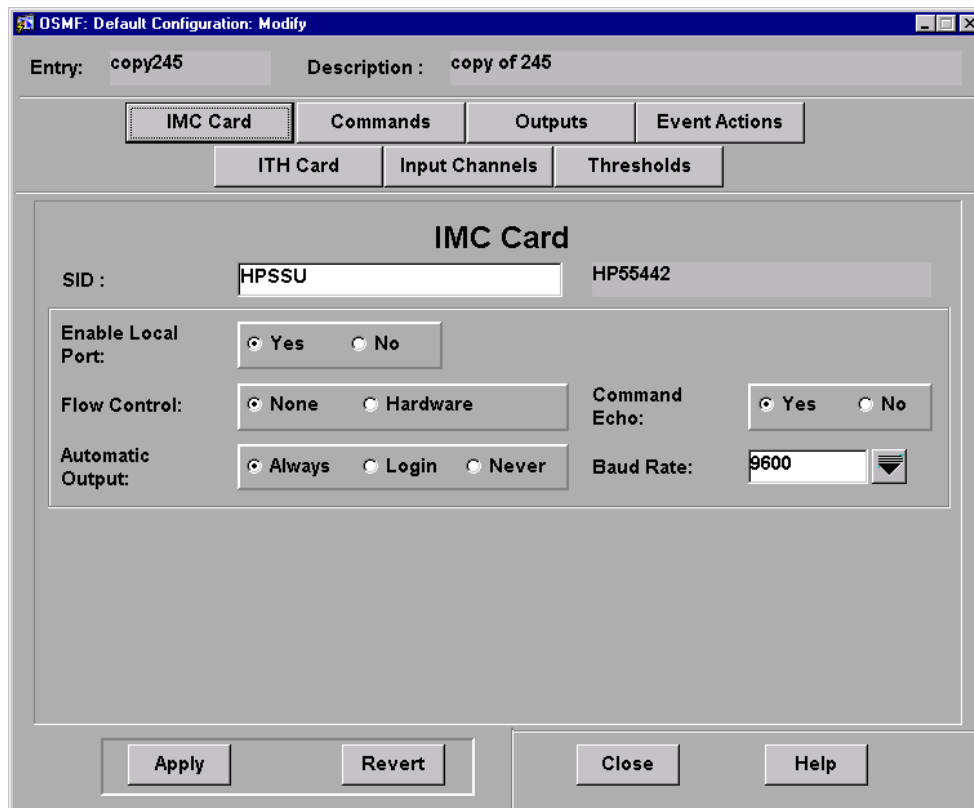 OSMF: Default Configuration: Modify
Entry: copy245 Description : copy of 245
IMC Card Commands Outputs Event Actions
ITH Card Input Channels Thresholds
IMC Card
SID : HPSSU HP55442
Enable Local
Port: Yes No
Flow Control: None Hardware
Command
Echo: Yes No
Automatic
Output: Always Login Never
Baud Rate: 9600
Apply Revert Close Help